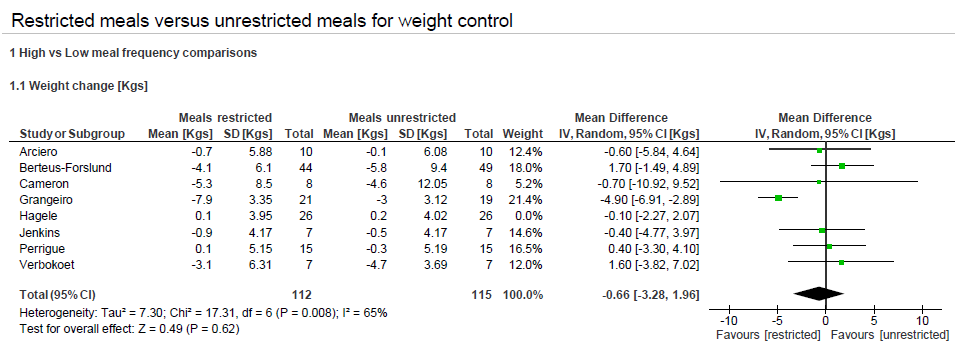 Restricted meals versus unrestricted meals for weight control
1 High vs Low meal frequency comparisons
1.1 Weight change [Kgs]
Meals restricted Meals unrestricted Mean Difference Mean Difference
Study or Subgroup Mean [Kgs] SD [Kgs] Total Mean [Kgs] SD [Kgs] Total Weight IV, Random, 95% CI [Kgs] IV, Random, 95% CI [Kgs]
Arciero -0.7 5.88 10 -0.1 6.08 10 12.4% -0.60 [-5.84, 4.64]
Berteus-Forslund -4.1 6.1 44 -5.8 9.4 49 18.0% 1.70 [-1.49, 4.89]
Cameron -5.3 8.5 8 -4.6 12.05 8 5.2% -0.70 [-10.92, 9.52]
Grangeiro -7.9 3.35 21 -3 3.12 19 21.4% -4.90 [-6.91, -2.89]
Hagele 0.1 3.95 26 0.2 4.02 26 0.0% -0.10 [-2.27, 2.07]
Jenkins -0.9 4.17 7 -0.5 4.17 7 14.6% -0.40 [-4.77, 3.97]
Perrigue 0.1 5.15 15 -0.3 5.19 15 16.5% 0.40 [-3.30, 4.10]
Verbokoet -3.1 6.31 7 -4.7 3.69 7 12.0% 1.60 [-3.82, 7.02]
Total (95% CI) 112 115 100.0% -0.66 [-3.28, 1.96]
Heterogeneity: Tau² = 7.30; Chi² = 17.31, df = 6 (P = 0.008); I² = 65%
Test for overall effect: Z = 0.49 (P = 0.62)
-10 -5 0 5 10
Favours [restricted] Favours [unrestricted]